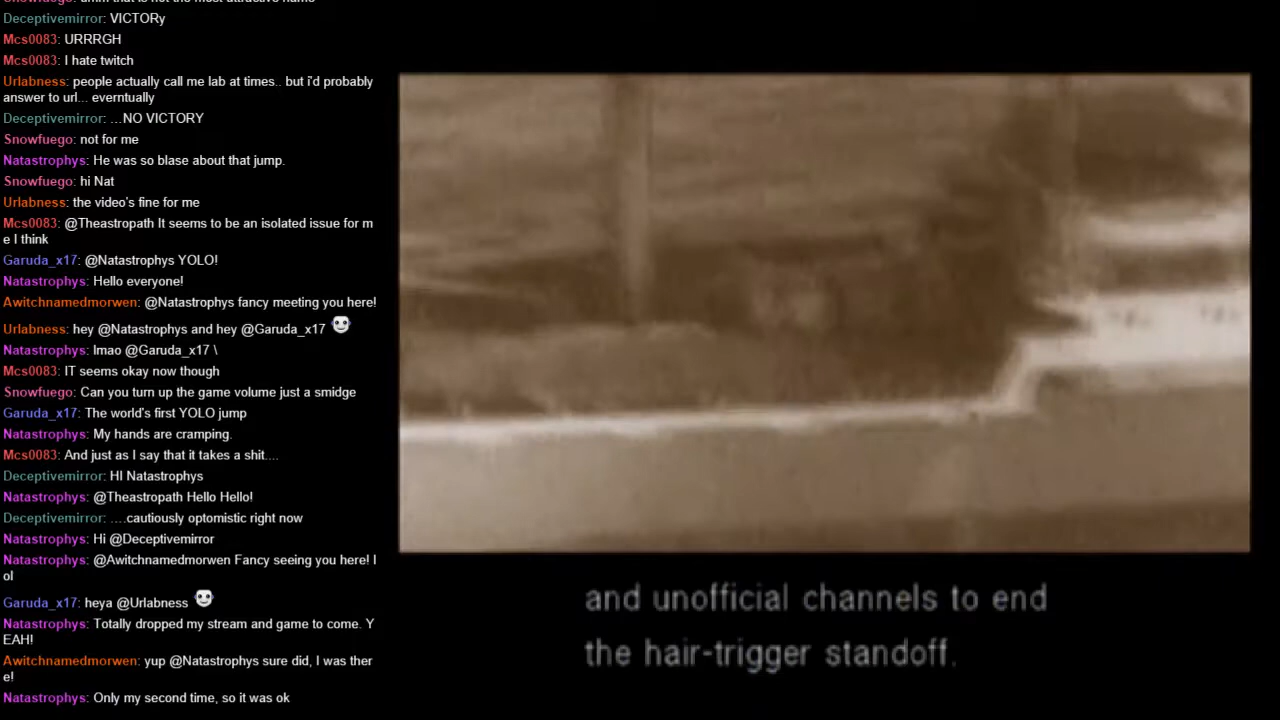 Deceptivemirror: VICTORy
Mcs0083: URRRGH
Mcs0083: I hate twitch
Urlabness: people actually call me lab at times.. but i'd probably
answer to url... everntually
Deceptivemirror: ...NO VICTORY
Snowfuego: not for me
Natastrophys: He was so blase about that jump.
Snowfuego: hi Nat
Urlabness: the video's fine for me
Mcs0083: @Theastropath It seems to be an isolated issue for m
e I think
Garuda_x17: @Natastrophys YOLO!
Natastrophys: Hello everyone!
Awitchnamedmorwen: @Natastrophys fancy meeting you here!
Urlabness: hey @Natastrophys and hey @Garuda_x17
Natastrophys: lmao @Garuda_x17 \
Mcs0083: IT seems okay now though
Snowfuego: Can you turn up the game volume just a smidge
Garuda_x17: The world's first YOLO jump
Natastrophys: My hands are cramping.
Mcs0083: And just as I say that it takes a shit....
Deceptivemirror: HI Natastrophys
Natastrophys: @Theastropath Hello Hello!
Deceptivemirror: ....cautiously optomistic right now
Natastrophys: Hi @Deceptivemirror
Natastrophys: @Awitchnamedmorwen Fancy seeing you here! l
ol
Garuda_x17: heya @Urlabness
Natastrophys: Totally dropped my stream and game to come. Y
EAH!
Awitchnamedmorwen: yup @Natastrophys sure did, I was ther
e!
Natastrophys: Only my second time, so it was ok
and unofficial channels to end
the hair-trigger standoff.